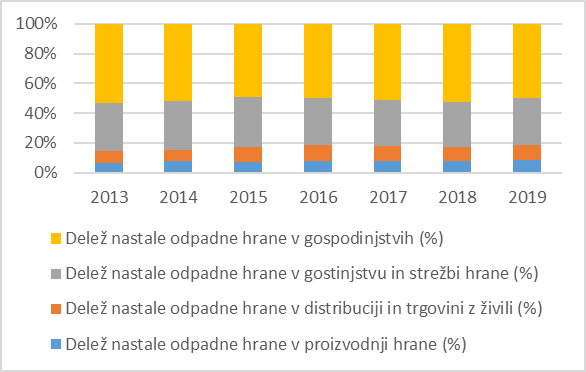 100%
80%
60%
40%
20%
0%
2013 2014 2015 2016 2017 2018 2019
Delež nastale odpadne hrane v gospodinjstvih (%)
Delež nastale odpadne hrane v gostinjstvu in strežbi hrane (%)
Delež nastale odpadne hrane v distribuciji in trgovini z živili (%)
Delež nastale odpadne hrane v proizvodnji hrane (%)